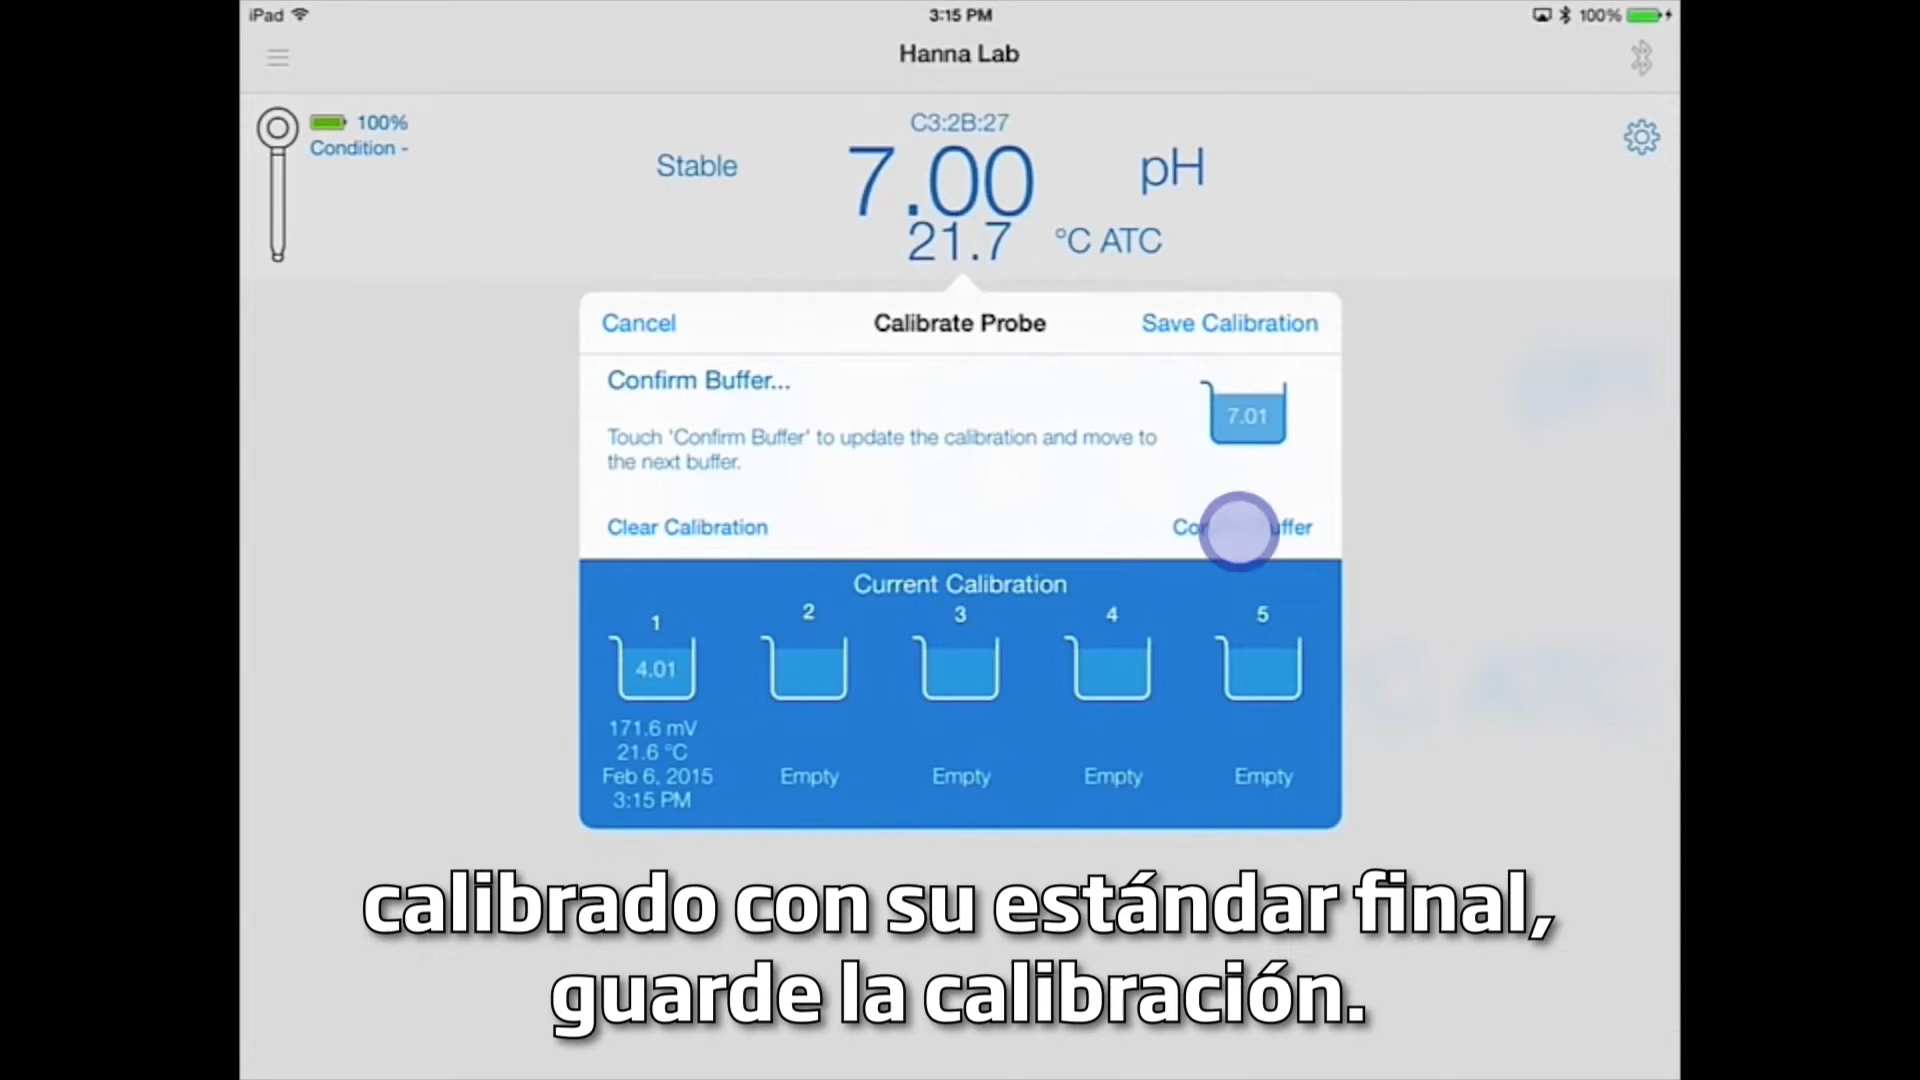 iPad
3:15 PM
100%
Hanna Lab
100%
Condition -
C3:2B:27
Stable
7.00
pH
21.7
°C ATC
Cancel
Calibrate Probe
Save Calibration
Confirm Buffer...
7.01
Touch 'Confirm Buffer' to update the calibration and move to
the next buffer.
Clear Calibration
Current Calibration
1
2
3
4
5
4.01
171.6 mV
21.6 °C
Feb 6, 2015
3:15 PM
Empty
Empty
Empty
Empty
calibrado con su estándar final,
guarde la calibración.